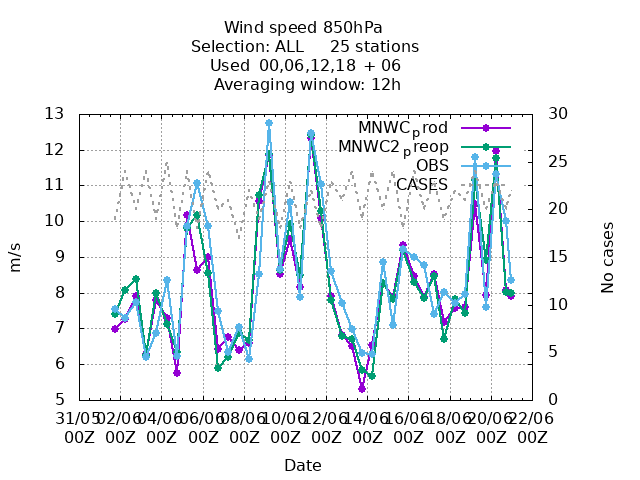 Wind speed 850hPa
Selection: ALL 25 stations
Used 00,06,12,18 + 06
Averaging window: 12h
13
12
11
10
9
8
7
6
5
m/s
30
25
20
15
10
5
0
No cases
MNWCprod
MNWC2preop
OBS
CASES
31/05 02/06 04/06 06/06 08/06 10/06 12/06 14/06 16/06 18/06 20/06 22/06
00Z 00Z 00Z 00Z 00Z 00Z 00Z 00Z 00Z 00Z 00Z 00Z
Date